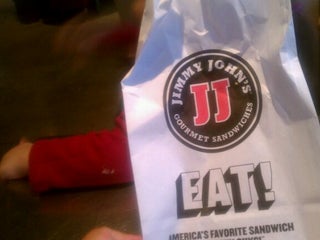 JIMMY JOHN'S
JJ
GOURMET SANDWICHES
EAT!
AMERICA'S FAVORITE SANDWICH